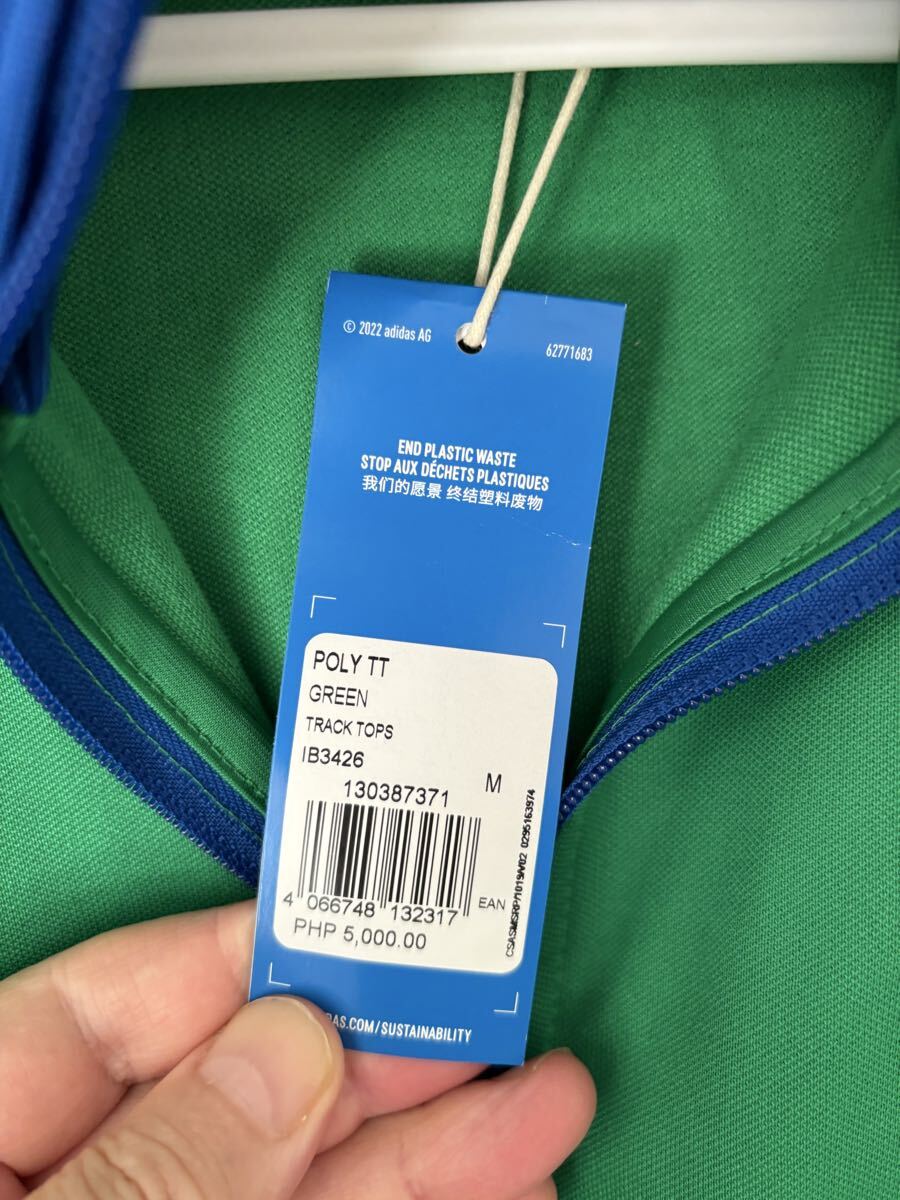 © 2022 adidas AG
62771683
END PLASTIC WASTE
STOP AUX DÉCHETS PLASTIQUES
我们的愿景 终结塑料废物
POLY TT
GREEN
TRACK TOPS
IB3426
M
130387371
4 066748 132317
EAN
PHP 5,000.00
0295163974
.COM/SUSTAINABILITY